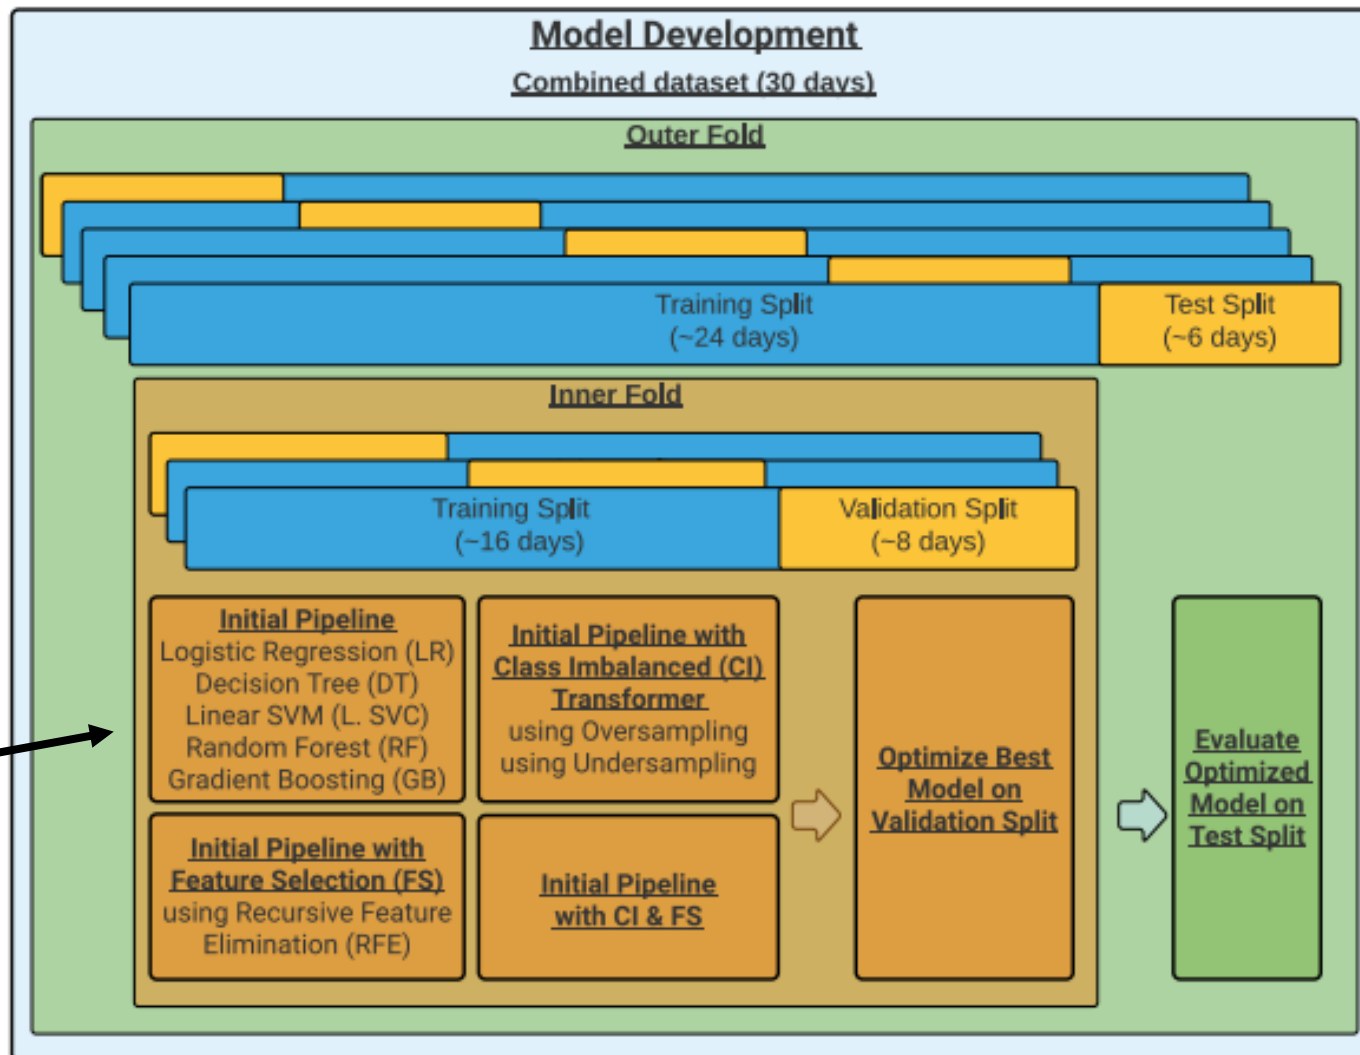 Model Development
Combined dataset (30 days)
Outer Fold
Training Split
(~24 days)
Test Split
(~6 days)
Inner Fold
Training Split
(~16 days)
Validation Split
(~8 days)
Initial Pipeline
Logistic Regression (LR)
Decision Tree (DT)
Linear SVM (L. SVC)
Random Forest (RF)
Gradient Boosting (GB)
Initial Pipeline with
Class Imbalanced (CI)
Transformer
using Oversampling
using Undersampling
Initial Pipeline with
Feature Selection (FS)
using Recursive Feature
Elimination (RFE)
Initial Pipeline
with CI & FS
Optimize Best
Model on
Validation Split
Evaluate
Optimized
Model on
Test Split